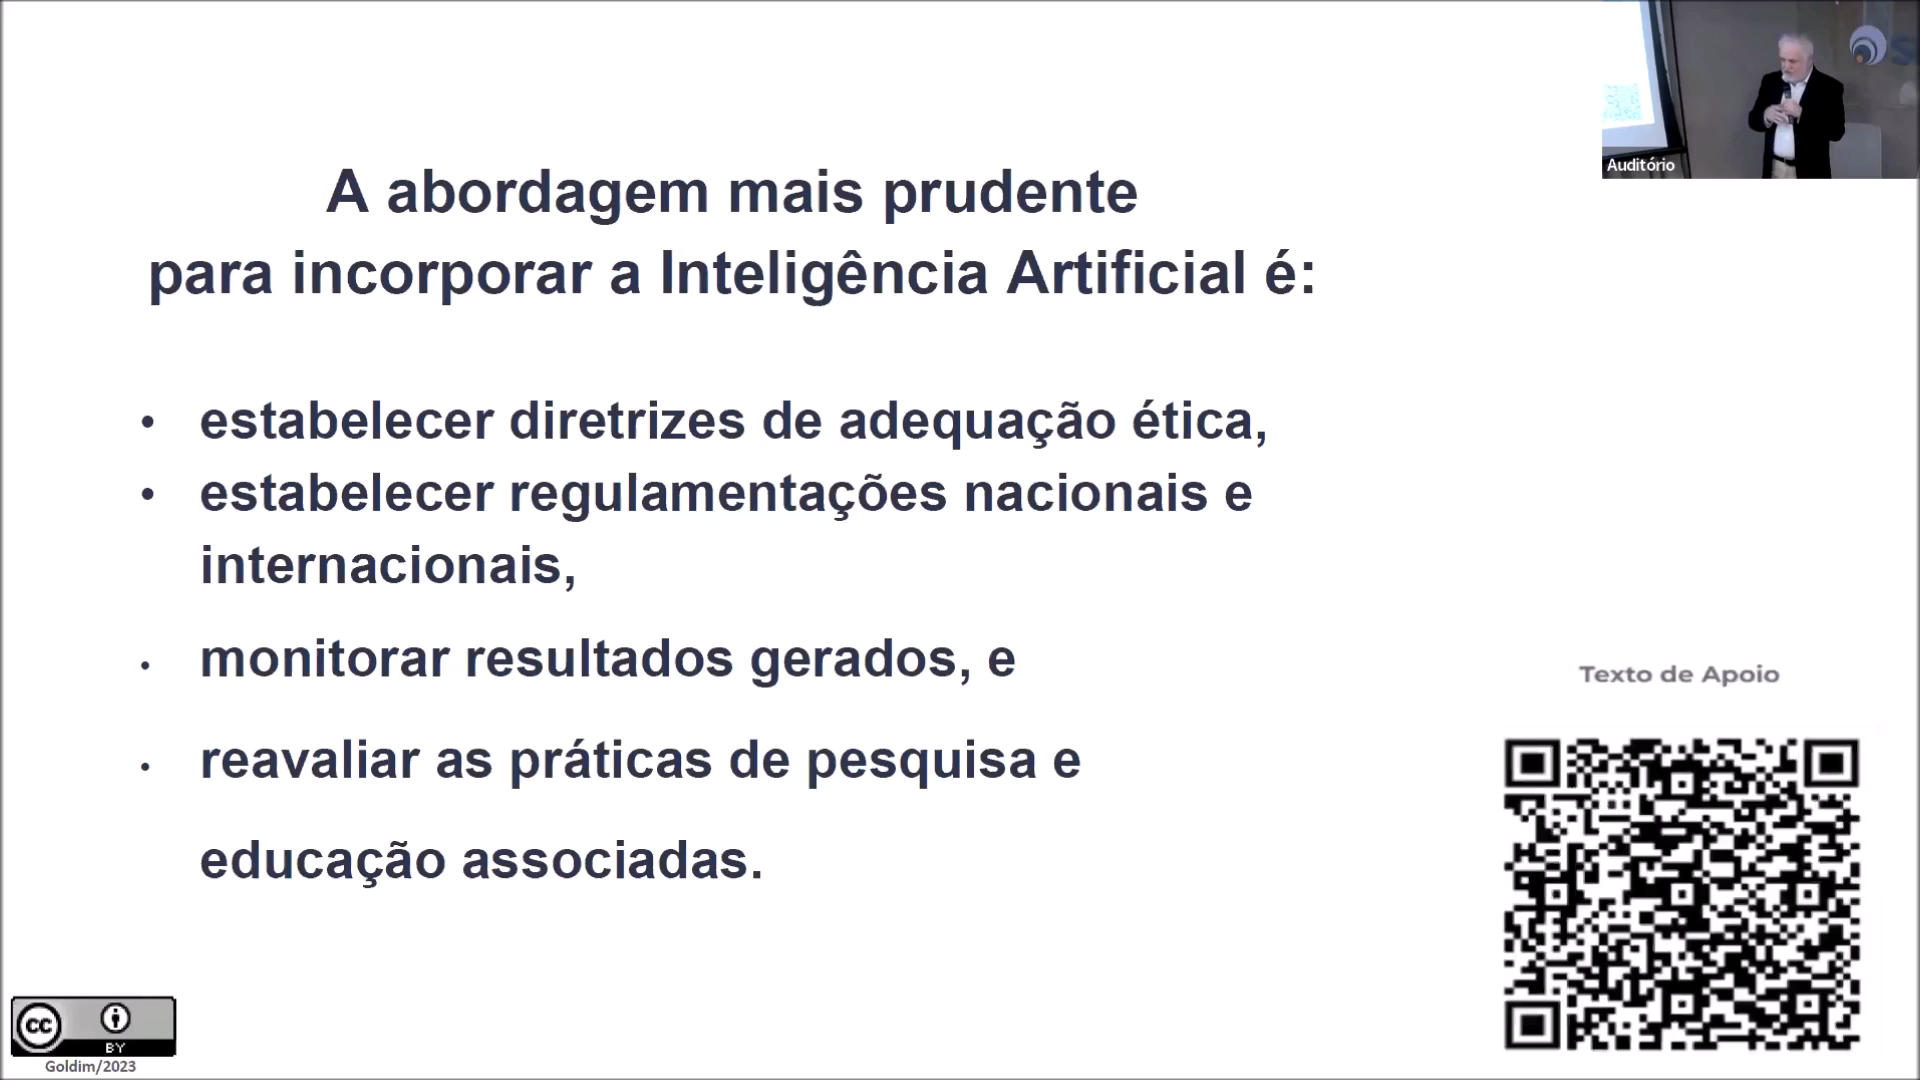 A abordagem mais prudente
para incorporar a Inteligência Artificial é:
• estabelecer diretrizes de adequação ética,
• estabelecer regulamentações nacionais e
internacionais,
• monitorar resultados gerados, e
• reavaliar as práticas de pesquisa e
educação associadas.
Auditório
Texto de Apoio
cc
BY
Goldim/2023